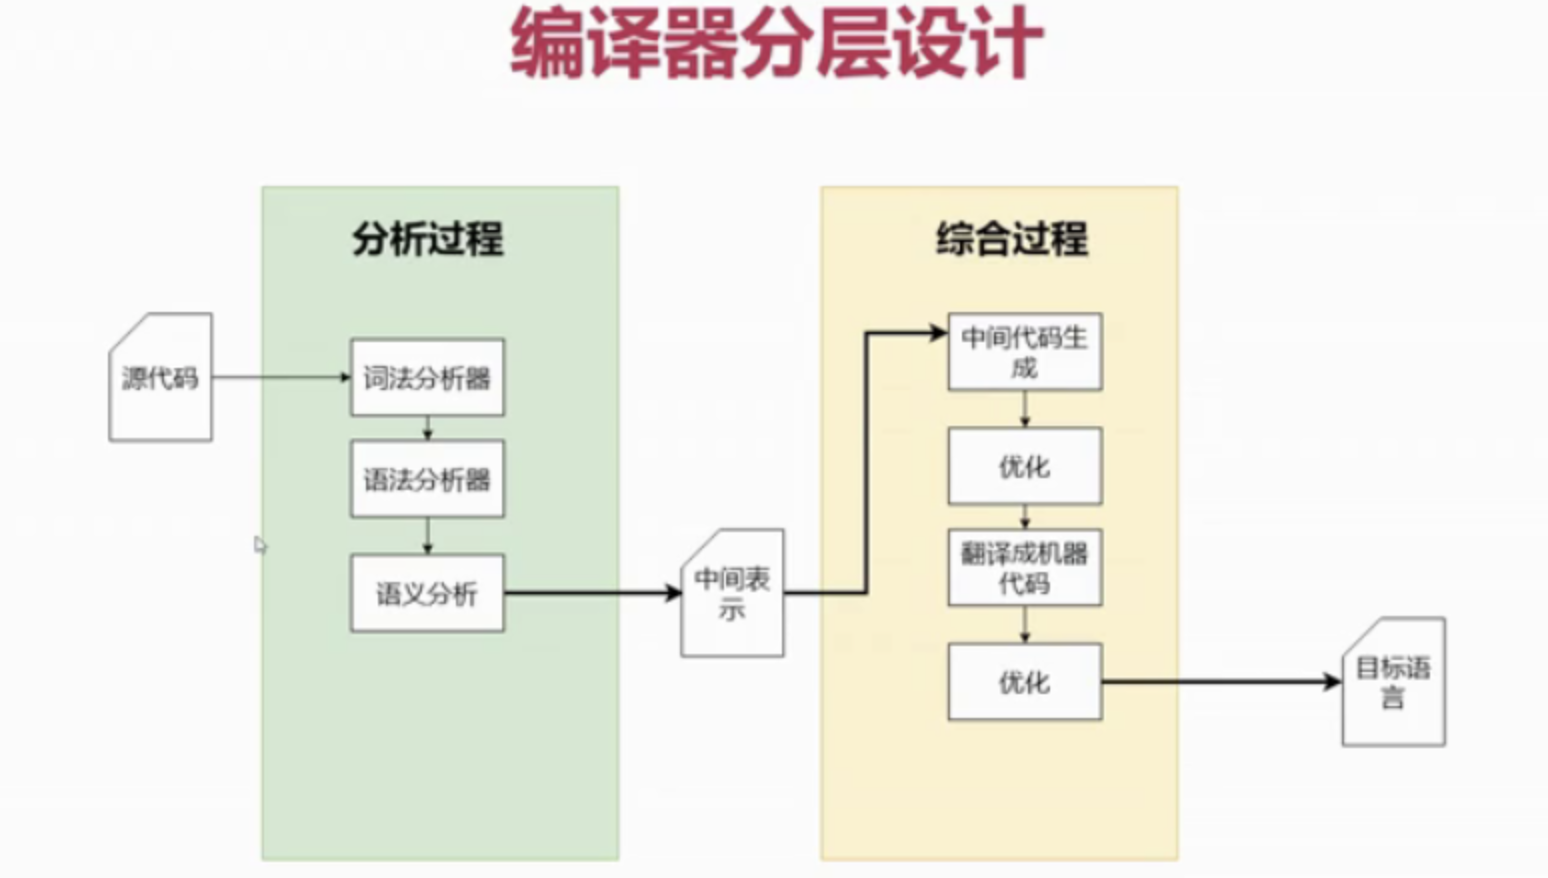 编译器分层设计
分析过程
综合过程
源代码
词法分析器
语法分析器
语义分析
中间表
示
中间代码生
成
优化
翻译成机器
代码
优化
目标语
言